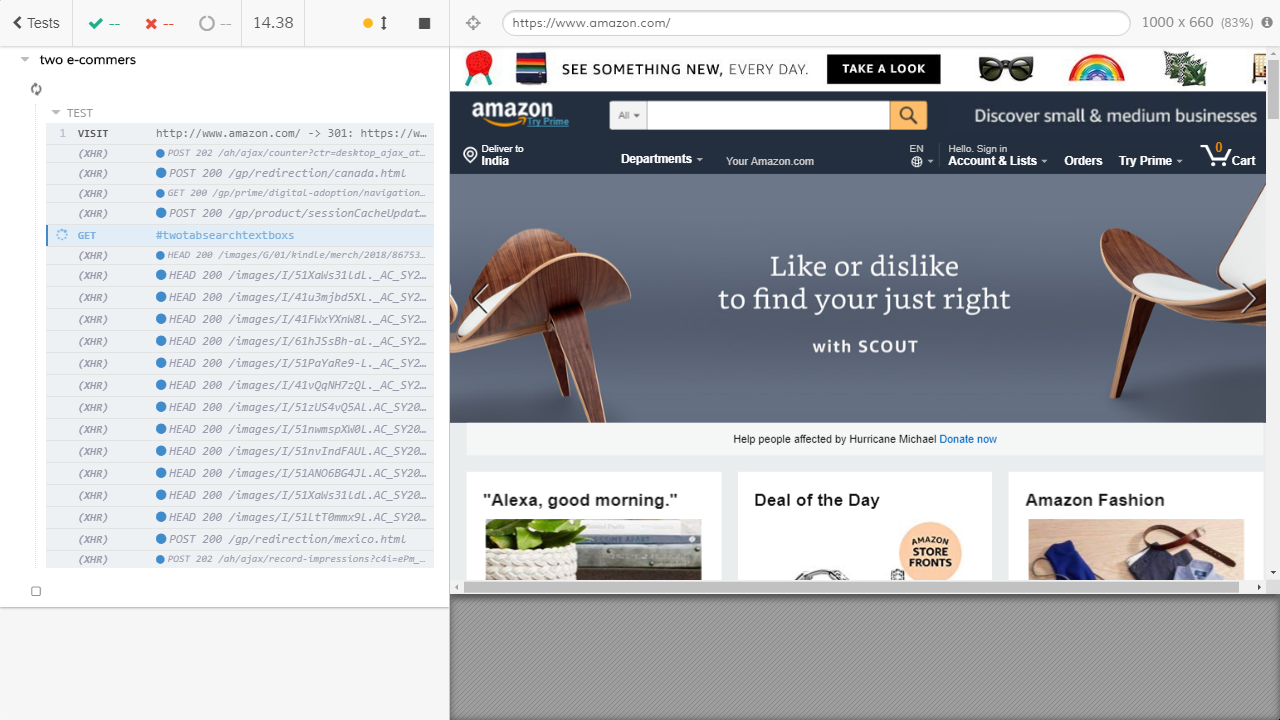 Tests
--
--
--
14.38
https://www.amazon.com/
1000 x 660 (83%)
two e-commers
TEST
1 VISIT http://www.amazon.com/ -> 301: https://w…
(XHR) POST 202 /ah/ajax/counter?ctr=desktop_ajax_at…
(XHR) POST 200 /gp/redirection/canada.html
(XHR) GET 200 /gp/prime/digital-adoption/navigation…
(XHR) POST 200 /gp/product/sessionCacheUpdat…
GET #twotabsearchtextboxs
(XHR) HEAD 200 /images/G/01/kindle/merch/2018/86753…
(XHR) HEAD 200 /images/I/51XaWs31ldL._AC_SY2…
(XHR) HEAD 200 /images/I/41u3mjbd5XL._AC_SY2…
(XHR) HEAD 200 /images/I/41FWxYXnW8L._AC_SY2…
(XHR) HEAD 200 /images/I/61hJSsBh-aL._AC_SY2…
(XHR) HEAD 200 /images/I/51PaYaRe9-L._AC_SY2…
(XHR) HEAD 200 /images/I/41vQqNH7zQL._AC_SY2…
(XHR) HEAD 200 /images/I/51zUS4vQ5AL.AC_SY20…
(XHR) HEAD 200 /images/I/51nwmspXW0L.AC_SY20…
(XHR) HEAD 200 /images/I/51nvIndFAUL.AC_SY20…
(XHR) HEAD 200 /images/I/51ANO6BG4JL.AC_SY20…
(XHR) HEAD 200 /images/I/51XaWs31ldL.AC_SY20…
(XHR) HEAD 200 /images/I/51LtT0mmx9L.AC_SY20…
(XHR) POST 200 /gp/redirection/mexico.html
(XHR) POST 202 /ah/ajax/record-impressions?c4i=ePm_…
SEE SOMETHING NEW, EVERY DAY. TAKE A LOOK
amazon
Try Prime
All
Discover small & medium businesses
Deliver to
India
Departments
Your Amazon.com
EN
Hello. Sign in
Account & Lists
Orders
Try Prime
0
Cart
Like or dislike
to find your just right
with SCOUT
Help people affected by Hurricane Michael Donate now
"Alexa, good morning."
Deal of the Day
Amazon Fashion
AMAZON
STORE
FRONTS